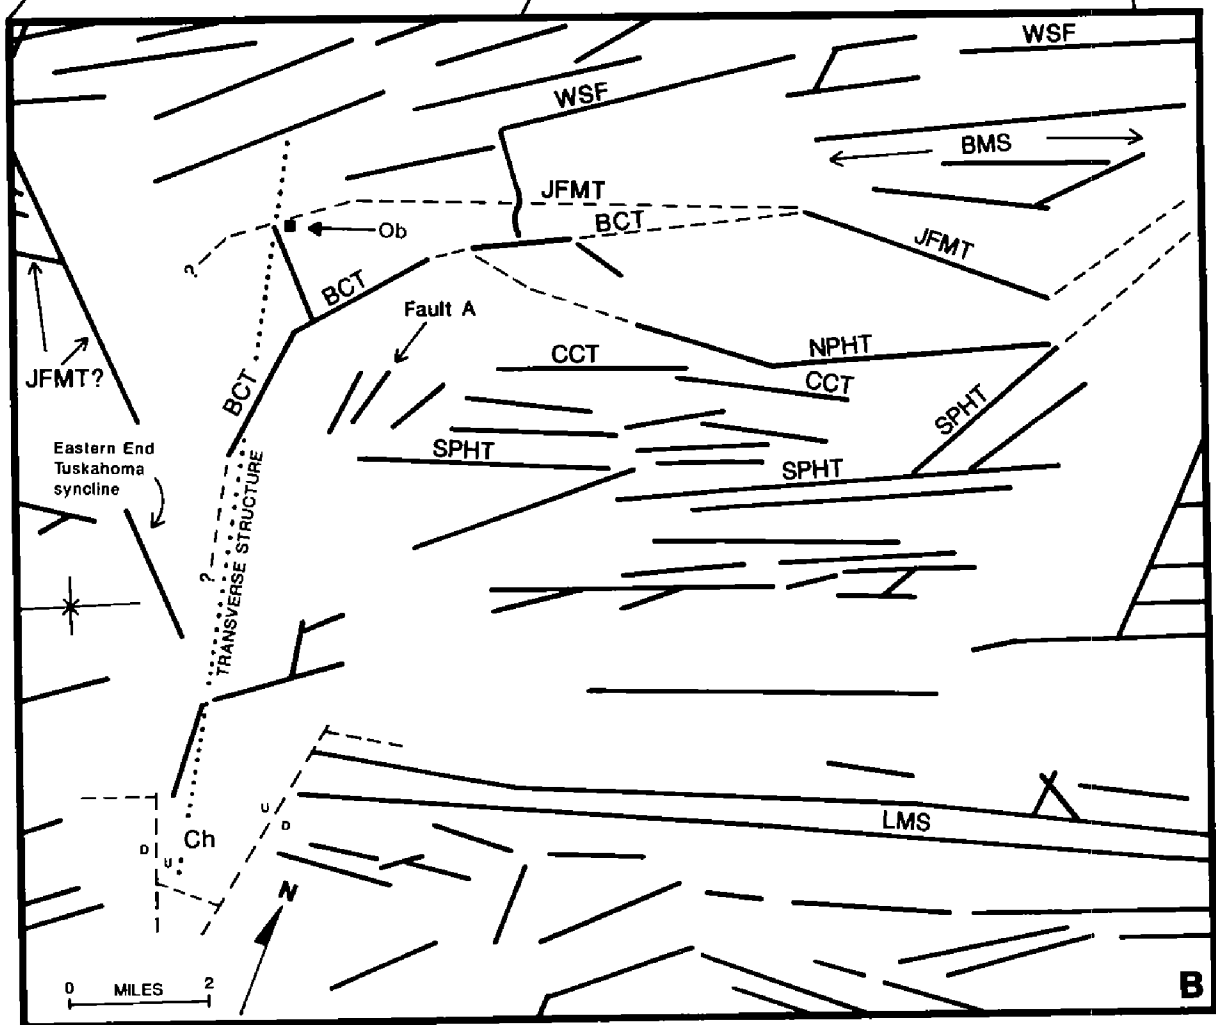 WSF
WSF
BMS
JFMT
BCT
Ob
JFMT
?
BCT
Fault A
NPHT
CCT
JFMT?
CCT
BCT
SPHT
Eastern End
Tuskahoma
syncline
SPHT
SPHT
TRANSVERSE STRUCTURE
?
U
D
LMS
Ch
D
U
N
0 MILES 2
B